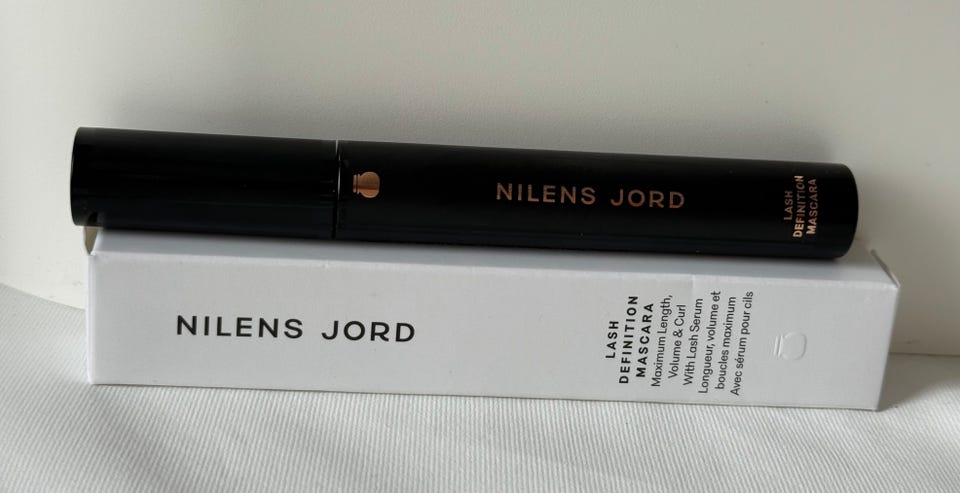 NILENS JORD
LASH
DEFINITION
MASCARA
NILENS JORD
LASH
DEFINITION
MASCARA
Maximum Length,
Volume & Curl
With Lash Serum
Longueur, volume et
boucles maximum
Avec sérum pour cils